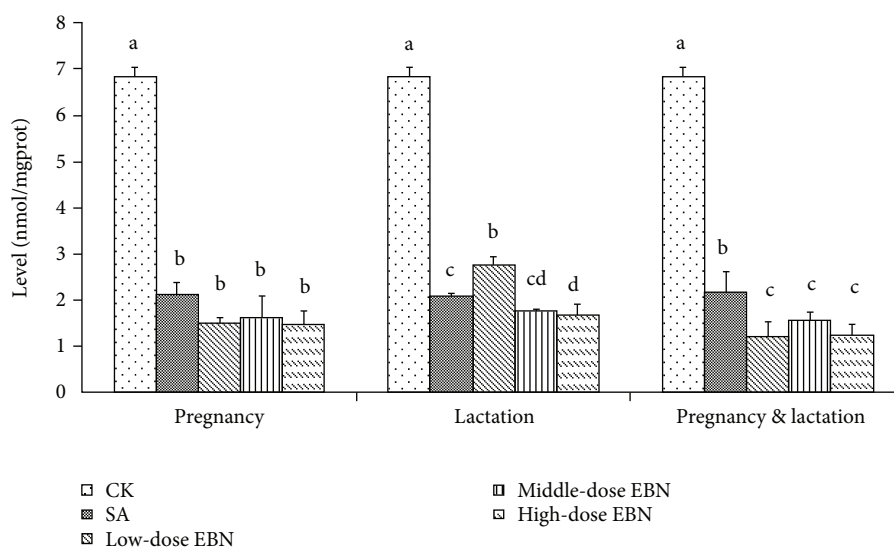 8
7
6
5
4
3
2
1
0
Level (nmol/mgprot)
a
b
b
b
b
a
c
b
cd
d
a
b
c
c
c
Pregnancy
Lactation
Pregnancy & lactation
CK
SA
Low-dose EBN
Middle-dose EBN
High-dose EBN